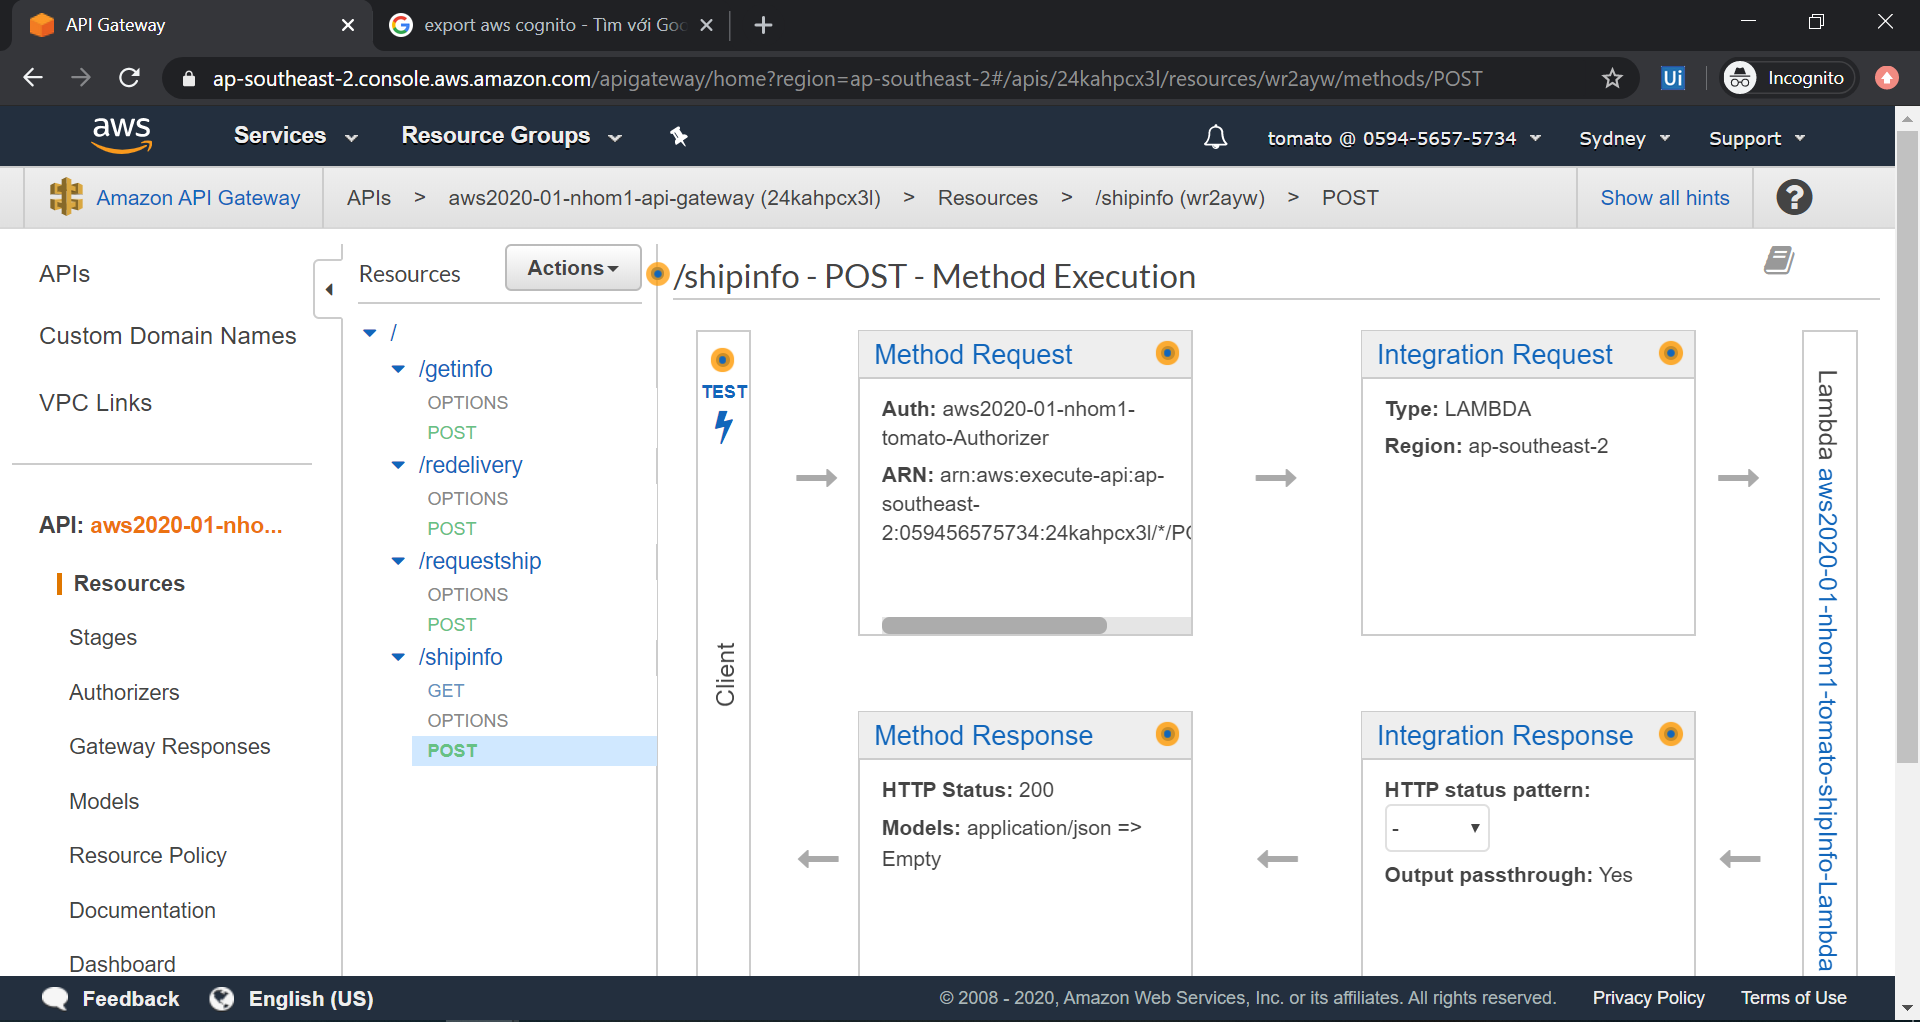 API Gateway
export aws cognito - Tìm với Goo
ap-southeast-2.console.aws.amazon.com/apigateway/home?region=ap-southeast-2#/apis/24kahpcx3l/resources/wr2ayw/methods/POST
Ui
Incognito
aws
Services
Resource Groups
tomato @ 0594-5657-5734
Sydney
Support
Amazon API Gateway
APIs > aws2020-01-nhom1-api-gateway (24kahpcx3l) > Resources > /shipinfo (wr2ayw) > POST
Show all hints
?
APIs
Custom Domain Names
VPC Links
API: aws2020-01-nho...
Resources
Stages
Authorizers
Gateway Responses
Models
Resource Policy
Documentation
Dashboard
Resources
Actions
/
/getinfo
OPTIONS
POST
/redelivery
OPTIONS
POST
/requestship
OPTIONS
POST
/shipinfo
GET
OPTIONS
POST
/shipinfo - POST - Method Execution
TEST
Client
Method Request
Auth: aws2020-01-nhom1-
tomato-Authorizer
ARN: arn:aws:execute-api:ap-
southeast-
2:059456575734:24kahpcx3l/*/PO
Integration Request
Type: LAMBDA
Region: ap-southeast-2
Lambda aws2020-01-nhom1-tomato-shipInfo-Lambda
Method Response
HTTP Status: 200
Models: application/json =>
Empty
Integration Response
HTTP status pattern:
-
Output passthrough: Yes
Feedback
English (US)
© 2008 - 2020, Amazon Web Services, Inc. or its affiliates. All rights reserved.
Privacy Policy
Terms of Use